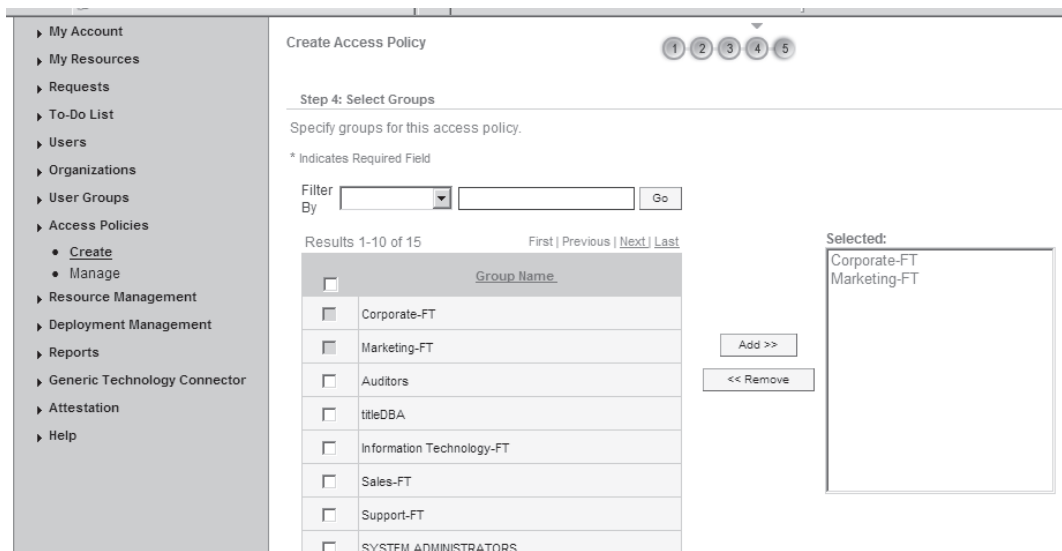 My Account
My Resources
Requests
To-Do List
Users
Organizations
User Groups
Access Policies
Create
Manage
Resource Management
Deployment Management
Reports
Generic Technology Connector
Attestation
Help
Create Access Policy
1 2 3 4 5
Step 4: Select Groups
Specify groups for this access policy.
* Indicates Required Field
Filter
By
Go
Results 1-10 of 15 First | Previous | Next | Last
Group Name
Corporate-FT
Marketing-FT
Auditors
titleDBA
Information Technology-FT
Sales-FT
Support-FT
SYSTEM ADMINISTRATORS
Add >>
<< Remove
Selected:
Corporate-FT
Marketing-FT